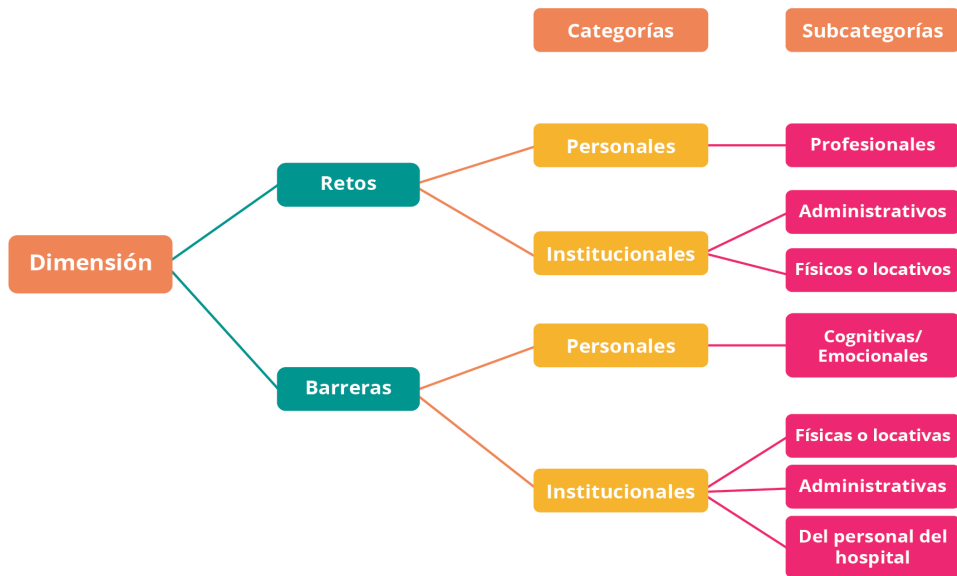 Categorías
Subcategorías
Dimensión
Retos
Personales
Profesionales
Institucionales
Administrativos
Físicos o locativos
Barreras
Personales
Cognitivas/
Emocionales
Institucionales
Físicas o locativas
Administrativas
Del personal del
hospital